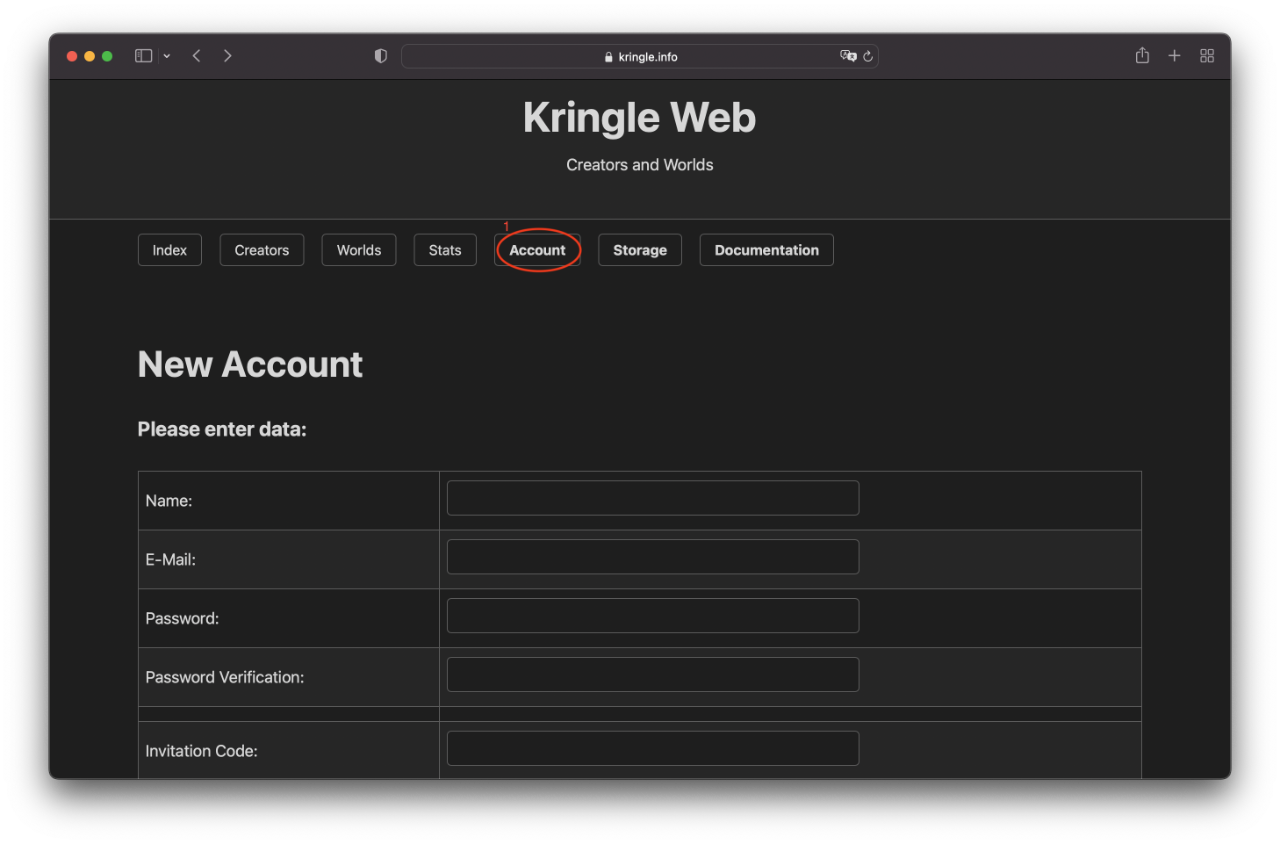 kringle.info
Kringle Web
Creators and Worlds
1
Index Creators Worlds Stats Account Storage Documentation
New Account
Please enter data:
Name:
E-Mail:
Password:
Password Verification:
Invitation Code: